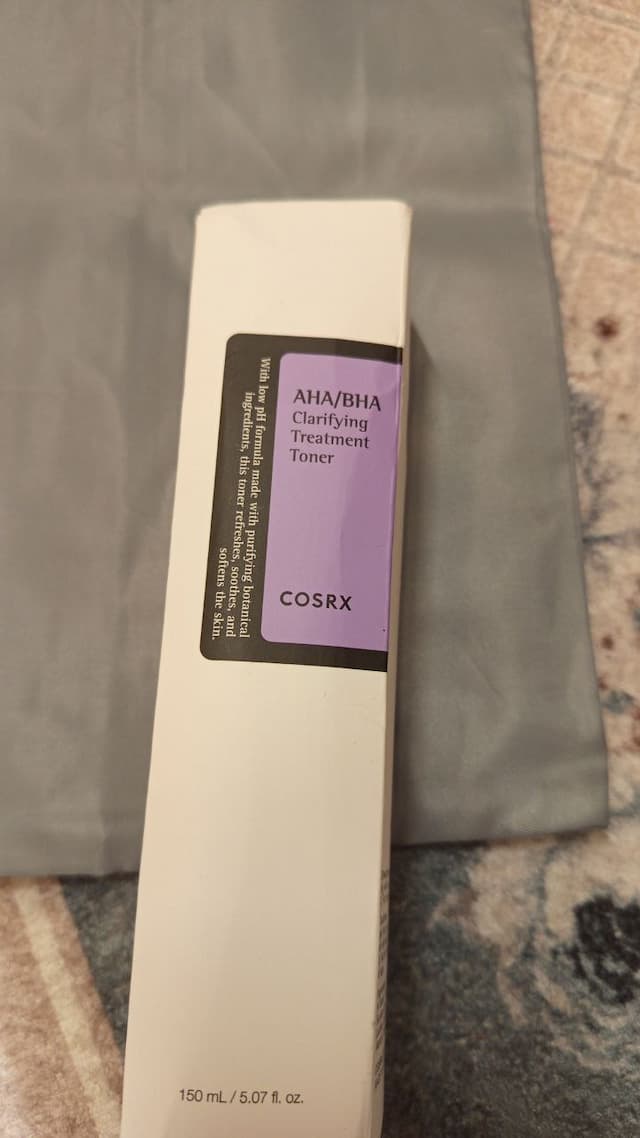 AHA/BHA
Clarifying
Treatment
Toner
COSRX
With low pH formula made with purifying botanical
ingredients, this toner refreshes, soothes, and
softens the skin.
150 mL / 5.07 fl. oz.